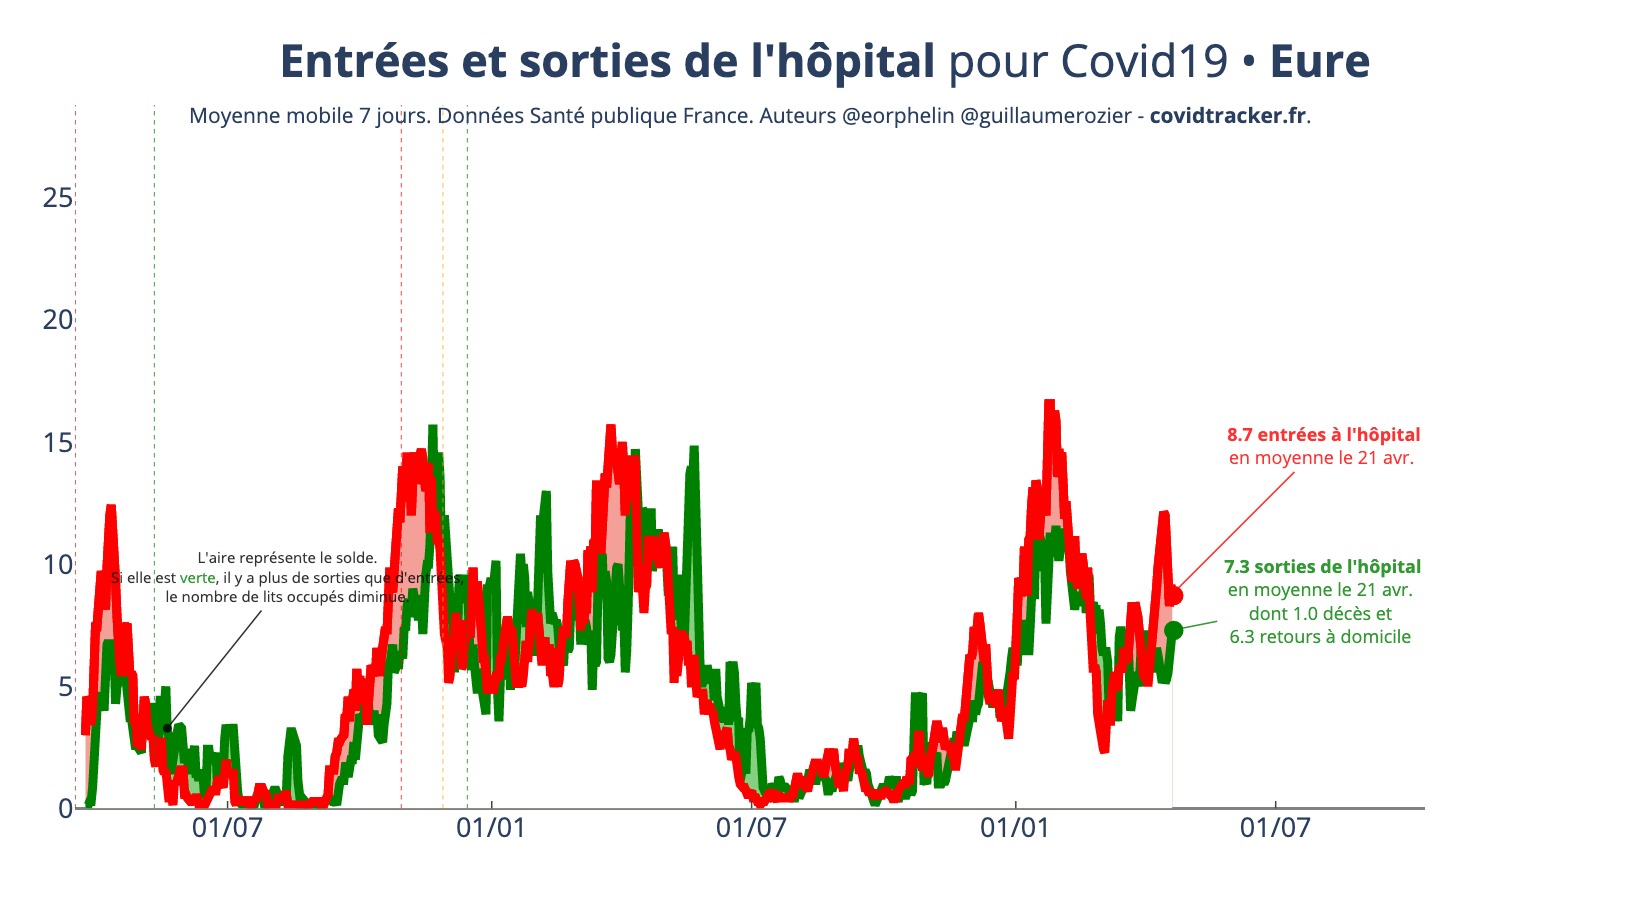 Entrées et sorties de l'hôpital pour Covid19 • Eure
Moyenne mobile 7 jours. Données Santé publique France. Auteurs @eorphelin @guillaumerozier - covidtracker.fr.
25
20
15
10
5
0
L'aire représente le solde.
Si elle est verte, il y a plus de sorties que d'entrées,
le nombre de lits occupés diminue.
8.7 entrées à l'hôpital
en moyenne le 21 avr.
7.3 sorties de l'hôpital
en moyenne le 21 avr.
dont 1.0 décès et
6.3 retours à domicile
01/07
01/01
01/07
01/01
01/07